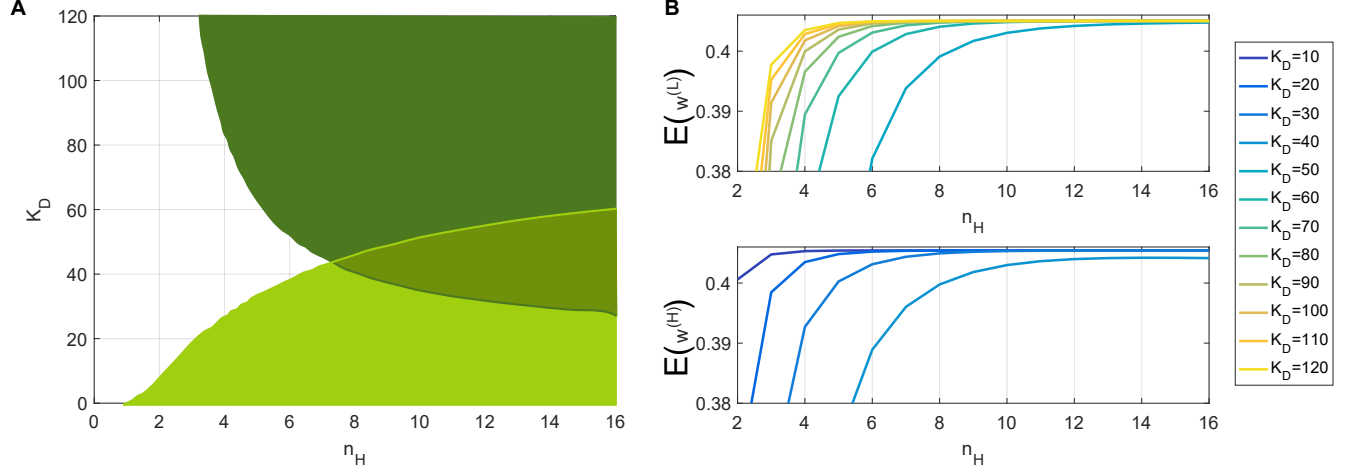 A
120
100
80
60
40
20
0
K_D
0 2 4 6 8 10 12 14 16
n_H
B
0.4
0.39
0.38
E(w^(L))
2 4 6 8 10 12 14 16
n_H
0.4
0.39
0.38
E(w^(H))
2 4 6 8 10 12 14 16
n_H
K_D=10
K_D=20
K_D=30
K_D=40
K_D=50
K_D=60
K_D=70
K_D=80
K_D=90
K_D=100
K_D=110
K_D=120